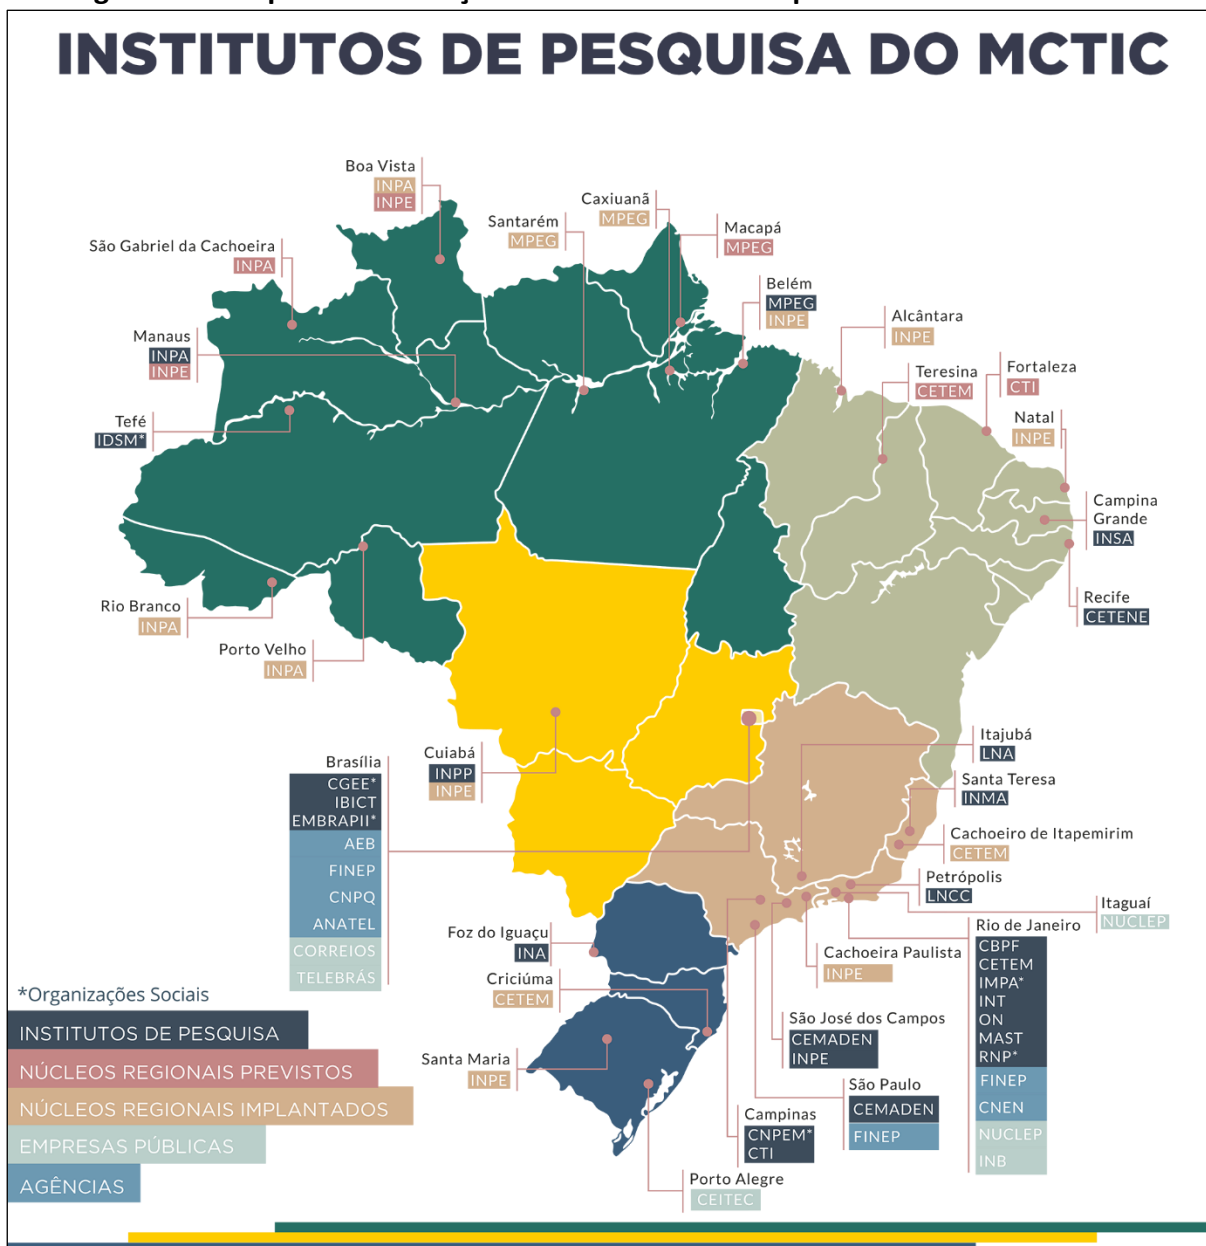 INSTITUTOS DE PESQUISA DO MCTIC
Boa Vista
INPA
INPE
Caxiuanã
MPEG
Santarém
MPEG
Macapá
MPEG
São Gabriel da Cachoeira
INPA
Belém
MPEG
INPE
Alcântara
INPE
Manaus
INPA
INPE
Teresina
CETEM
Fortaleza
CTI
Tefé
IDSM*
Natal
INPE
Campina
Grande
INSA
Recife
CETENE
Rio Branco
INPA
Porto Velho
INPA
Cuiabá
INPP
INPE
Itajubá
LNA
Brasília
CGEE*
IBICT
EMBRAPII*
AEB
FINEP
CNPQ
ANATEL
CORREIOS
TELEBRÁS
Santa Teresa
INMA
Cachoeiro de Itapemirim
CETEM
Petrópolis
LNCC
Itaguaí
NUCLEP
Foz do Iguaçu
INA
Rio de Janeiro
CBPF
CETEM
IMPA*
INT
ON
MAST
RNP*
FINEP
CNEN
NUCLEP
INB
Cachoeira Paulista
INPE
Criciúma
CETEM
São José dos Campos
CEMADEN
INPE
Santa Maria
INPE
São Paulo
CEMADEN
FINEP
Campinas
CNPEM*
CTI
Porto Alegre
CEITEC
*Organizações Sociais
INSTITUTOS DE PESQUISA
NÚCLEOS REGIONAIS PREVISTOS
NÚCLEOS REGIONAIS IMPLANTADOS
EMPRESAS PÚBLICAS
AGÊNCIAS